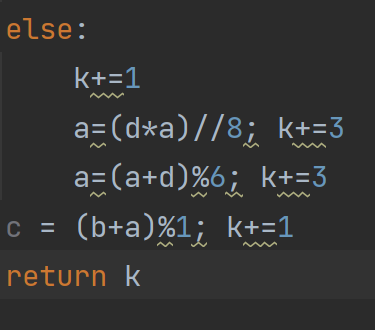 else:
    k+=1
    a=(d*a)//8; k+=3
    a=(a+d)%6; k+=3
c = (b+a)%1; k+=1
return k